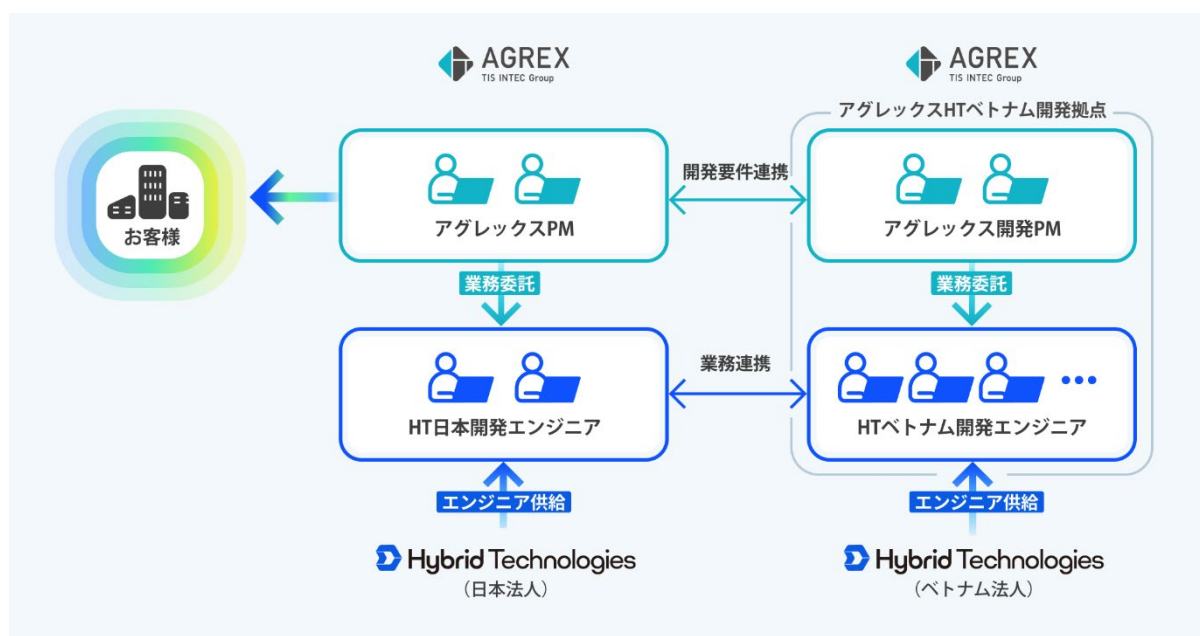 AGREX
TIS INTEC Group
AGREX
TIS INTEC Group
アグレックスHTベトナム開発拠点
お客様
アグレックスPM
開発要件連携
アグレックス開発PM
業務委託
業務委託
HT日本開発エンジニア
業務連携
HTベトナム開発エンジニア
エンジニア供給
エンジニア供給
Hybrid Technologies
（日本法人）
Hybrid Technologies
（ベトナム法人）